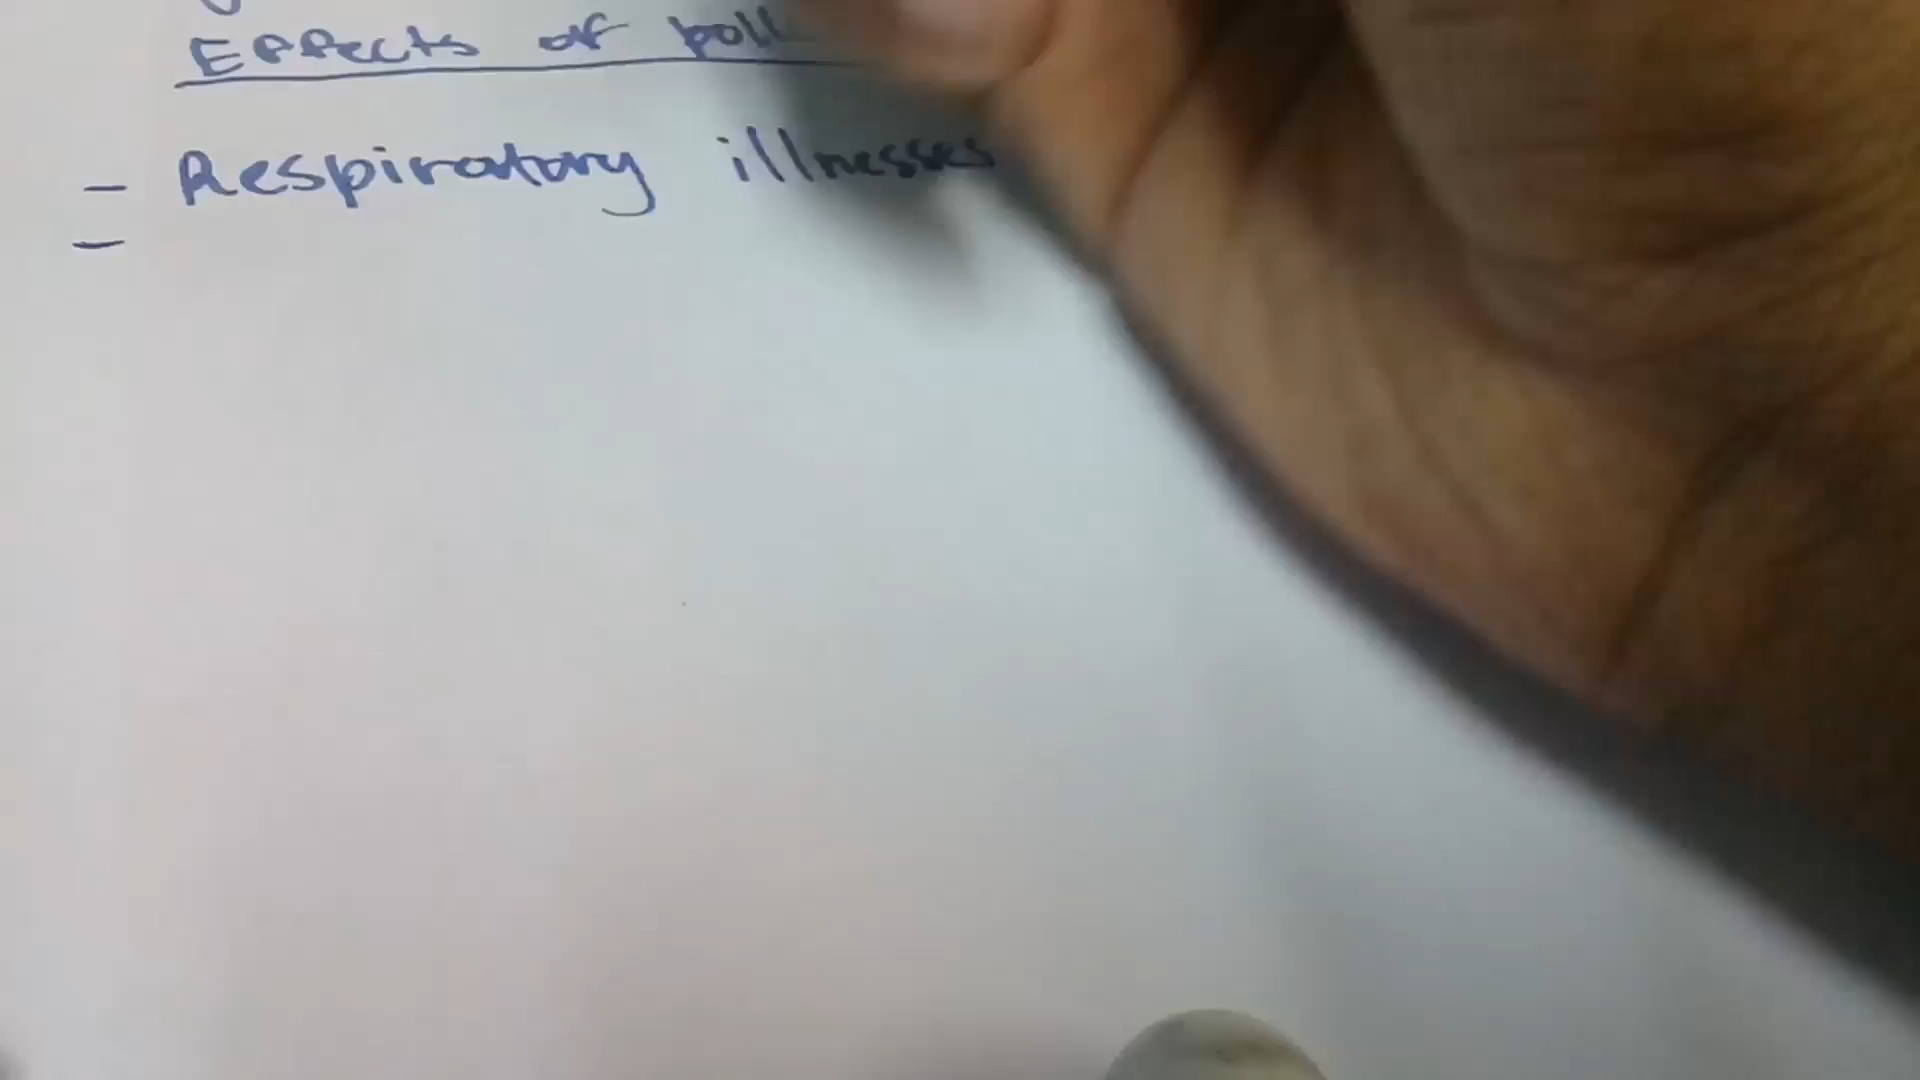 Effects of poll
- Respiratory illnesses
-